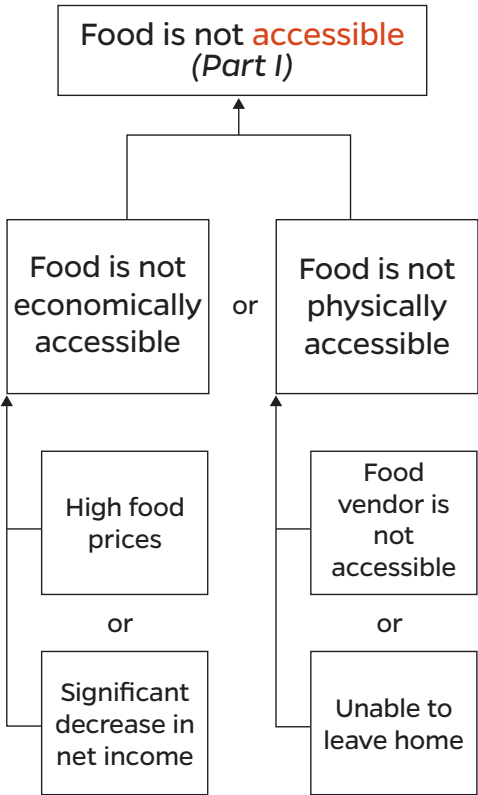 Food is not accessible
(Part I)
Food is not
economically
accessible
or
Food is not
physically
accessible
High food
prices
or
Significant
decrease in
net income
Food
vendor is
not
accessible
or
Unable to
leave home